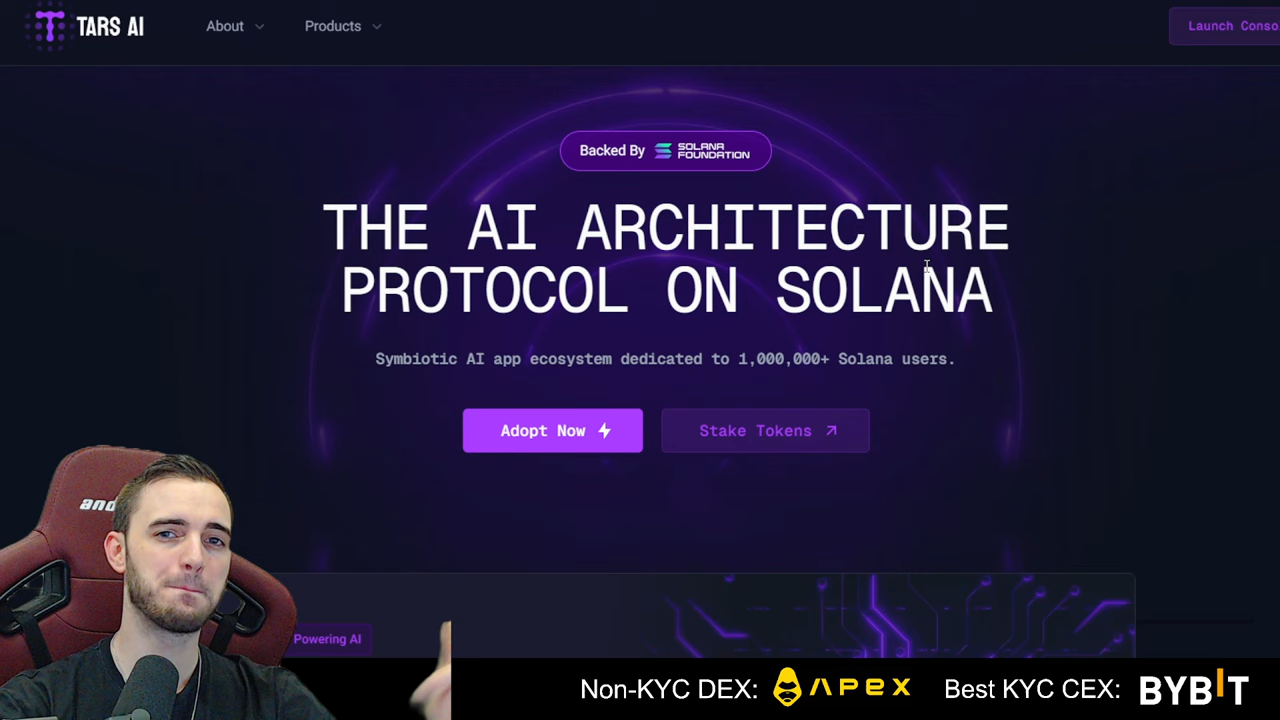 TARS AI
About
Products
Launch Conso
Backed By SOLANA FOUNDATION
THE AI ARCHITECTURE
PROTOCOL ON SOLANA
Symbiotic AI app ecosystem dedicated to 1,000,000+ Solana users.
Adopt Now
Stake Tokens
and
Powering AI
Non-KYC DEX: APEX
Best KYC CEX: BYBIT